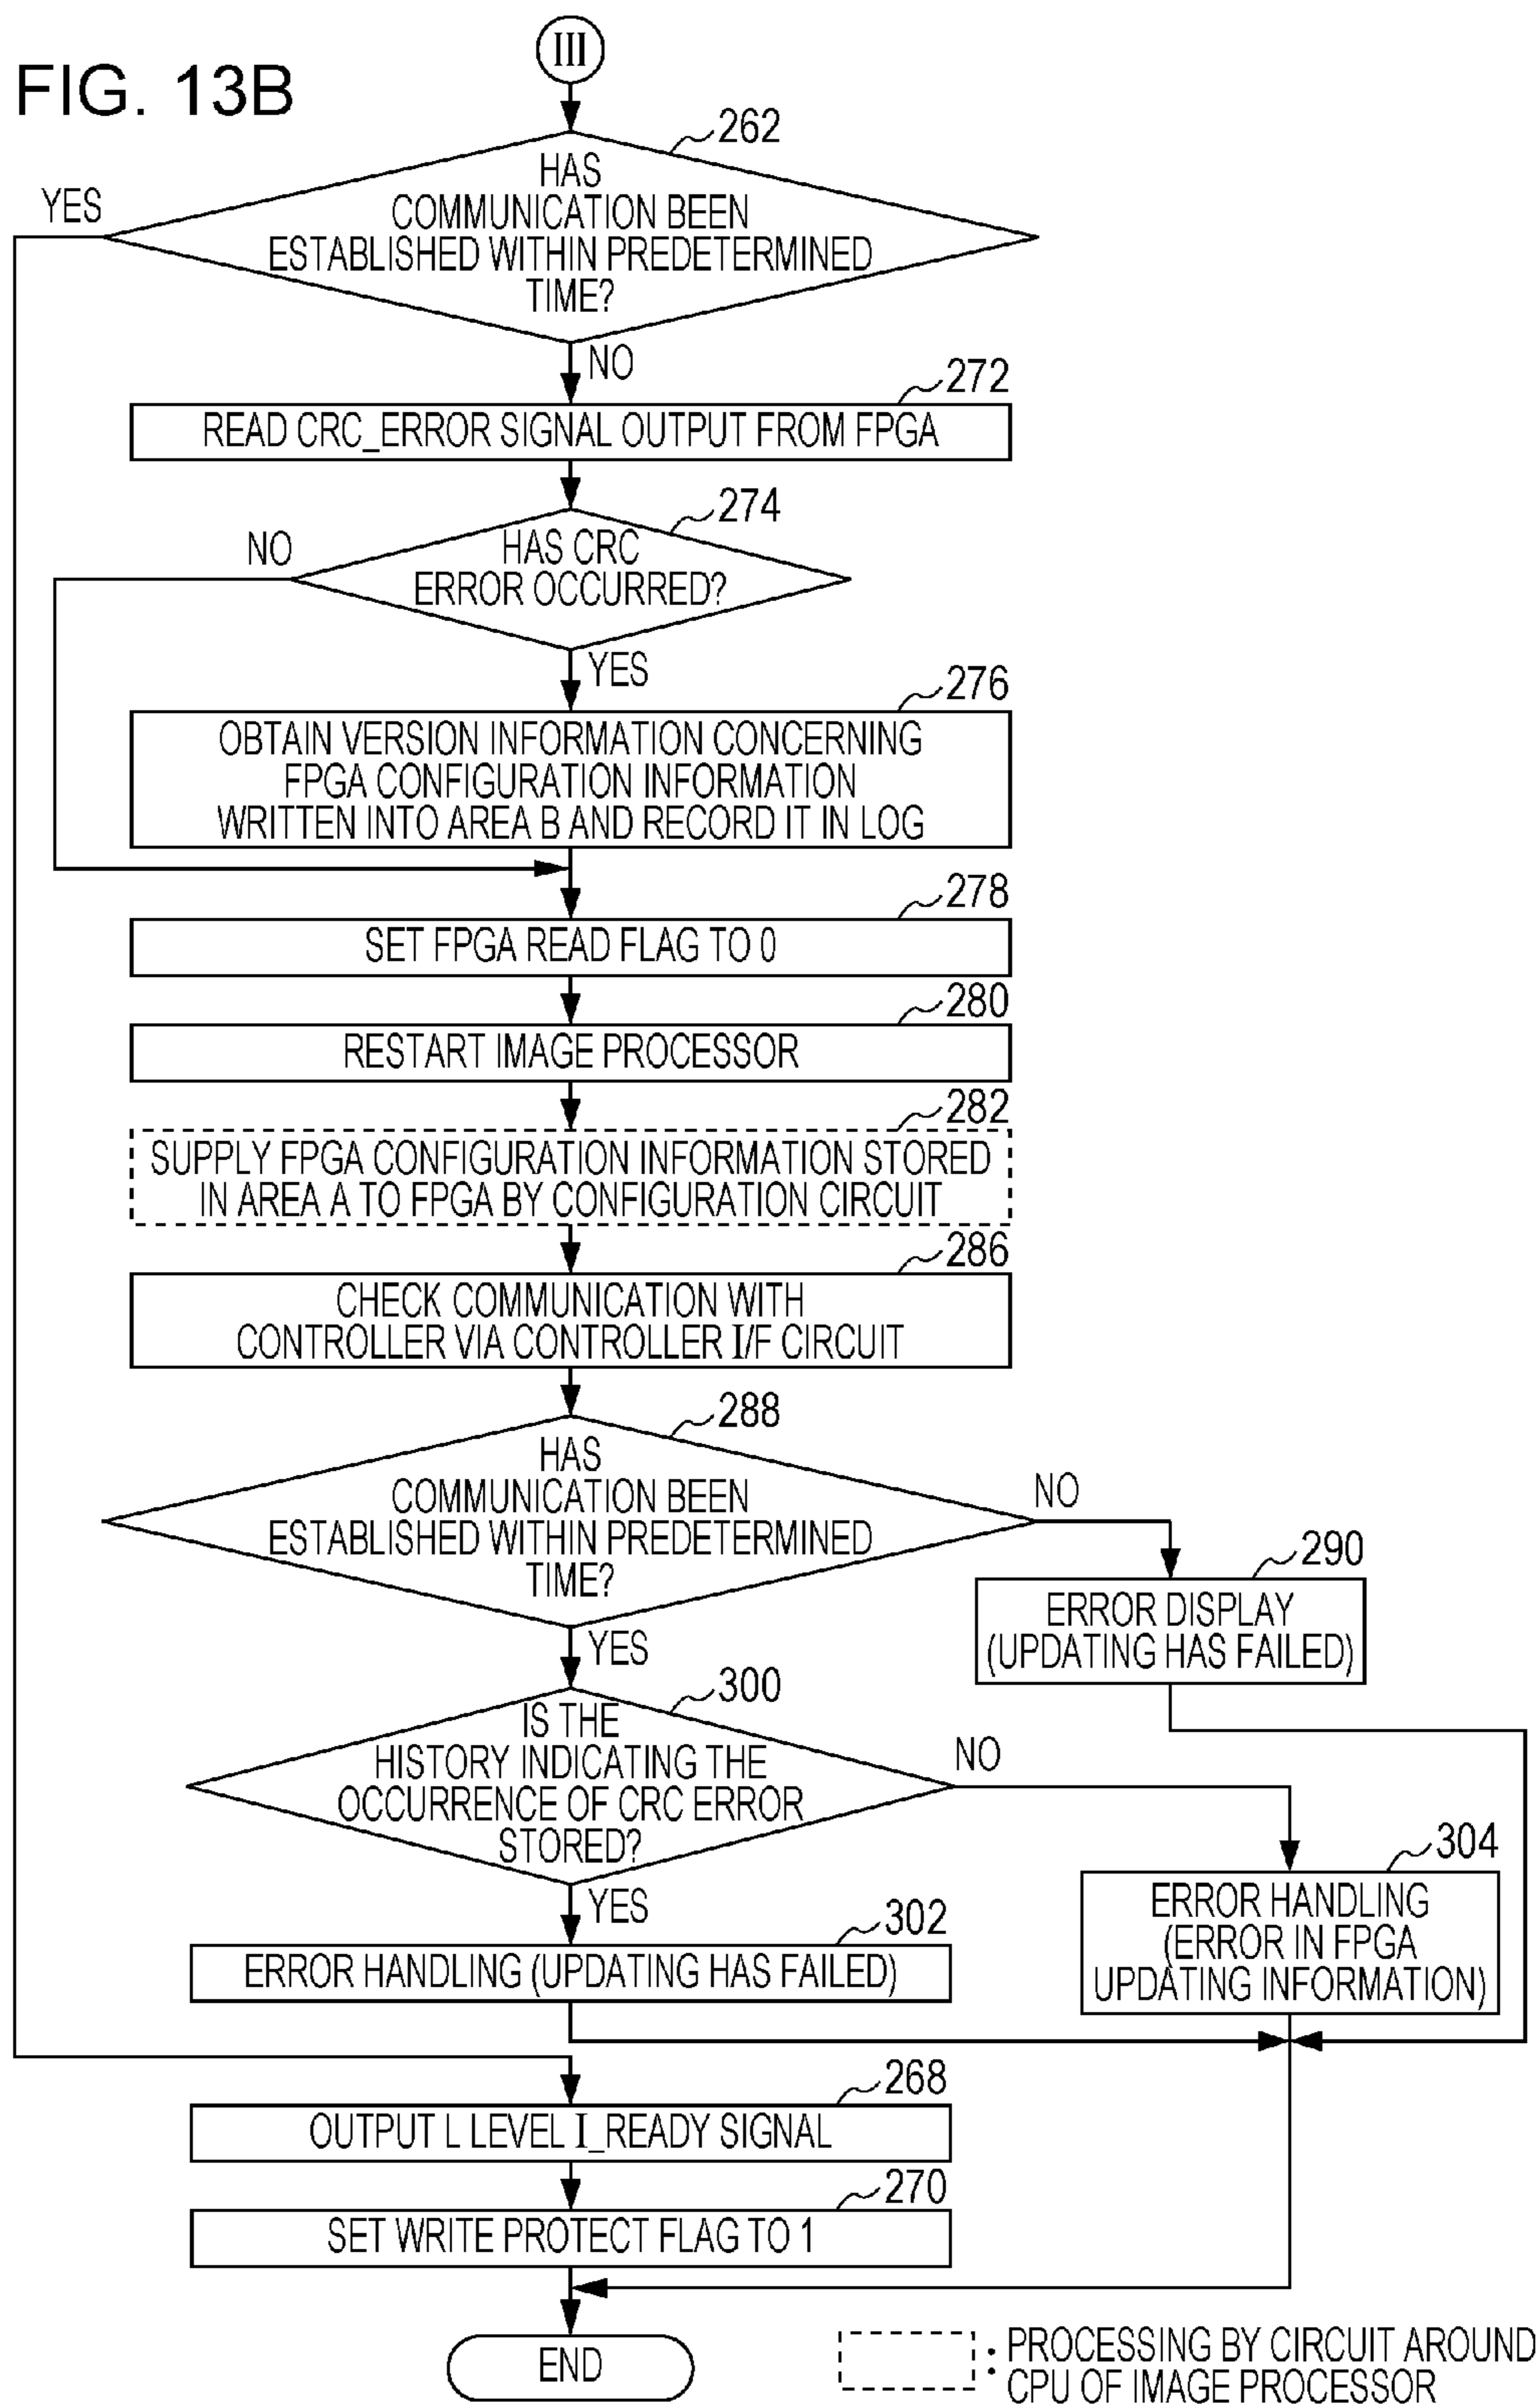 III
FIG. 13B
262
HAS
COMMUNICATION BEEN
ESTABLISHED WITHIN PREDETERMINED
TIME?
YES
NO
272
READ CRC_ERROR SIGNAL OUTPUT FROM FPGA
274
HAS CRC
ERROR OCCURRED?
NO
YES
276
OBTAIN VERSION INFORMATION CONCERNING
FPGA CONFIGURATION INFORMATION
WRITTEN INTO AREA B AND RECORD IT IN LOG
278
SET FPGA READ FLAG TO 0
280
RESTART IMAGE PROCESSOR
282
SUPPLY FPGA CONFIGURATION INFORMATION STORED
IN AREA A TO FPGA BY CONFIGURATION CIRCUIT
286
CHECK COMMUNICATION WITH
CONTROLLER VIA CONTROLLER I/F CIRCUIT
288
HAS
COMMUNICATION BEEN
ESTABLISHED WITHIN PREDETERMINED
TIME?
NO
YES
290
ERROR DISPLAY
(UPDATING HAS FAILED)
300
IS THE
HISTORY INDICATING THE
OCCURRENCE OF CRC ERROR
STORED?
NO
YES
304
ERROR HANDLING
(ERROR IN FPGA
UPDATING INFORMATION)
302
ERROR HANDLING (UPDATING HAS FAILED)
268
OUTPUT L LEVEL I_READY SIGNAL
270
SET WRITE PROTECT FLAG TO 1
END
: PROCESSING BY CIRCUIT AROUND
CPU OF IMAGE PROCESSOR